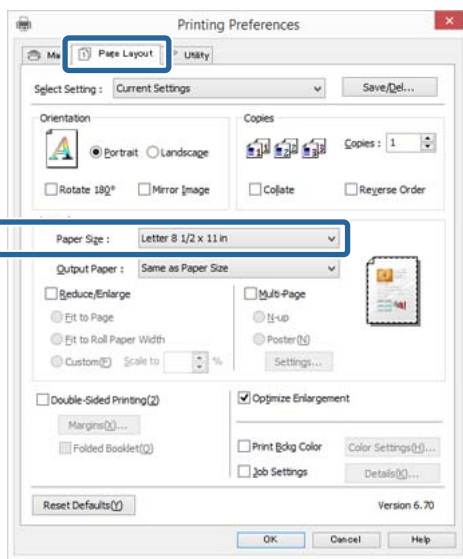 Printing Preferences
Ma Page Layout Utility
Select Setting : Current Settings Save/Del...
Orientation Copies
Portrait Landscape Copies : 1
Rotate 180° Mirror Image Collate Reverse Order
Paper Size : Letter 8 1/2 x 11 in
Output Paper : Same as Paper Size
Reduce/Enlarge Multi-Page
Fit to Page N-up
Fit to Roll Paper Width Poster(N)
Custom(F) Scale to % Settings...
Double-Sided Printing(2) Optimize Enlargement
Margins(X)...
Folded Booklet(Q) Print Bckg Color Color Settings(H)...
Job Settings Details(K)...
Reset Defaults(Y) Version 6.70
OK Cancel Help